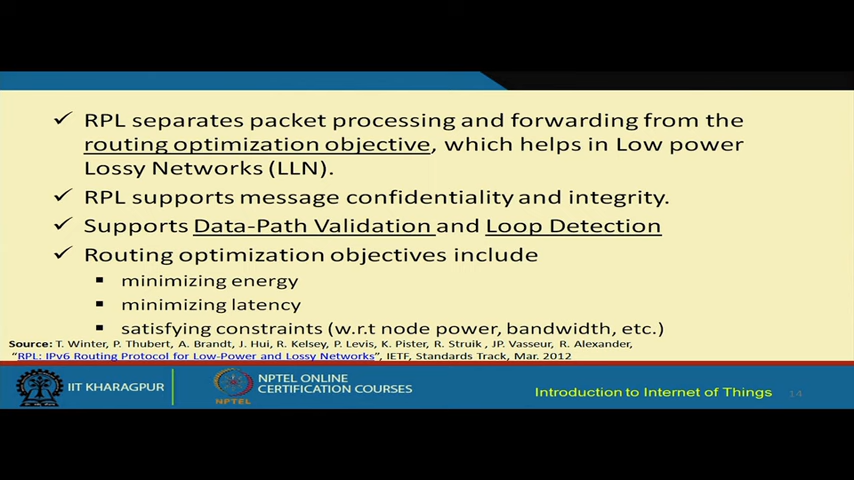 ✓ RPL separates packet processing and forwarding from the
routing optimization objective, which helps in Low power
Lossy Networks (LLN).
✓ RPL supports message confidentiality and integrity.
✓ Supports Data-Path Validation and Loop Detection
✓ Routing optimization objectives include
▪ minimizing energy
▪ minimizing latency
▪ satisfying constraints (w.r.t node power, bandwidth, etc.)
Source: T. Winter, P. Thubert, A. Brandt, J. Hui, R. Kelsey, P. Levis, K. Pister, R. Struik , JP. Vasseur, R. Alexander,
“RPL: IPv6 Routing Protocol for Low-Power and Lossy Networks”, IETF, Standards Track, Mar. 2012
IIT KHARAGPUR
NPTEL
NPTEL ONLINE
CERTIFICATION COURSES
Introduction to Internet of Things
14